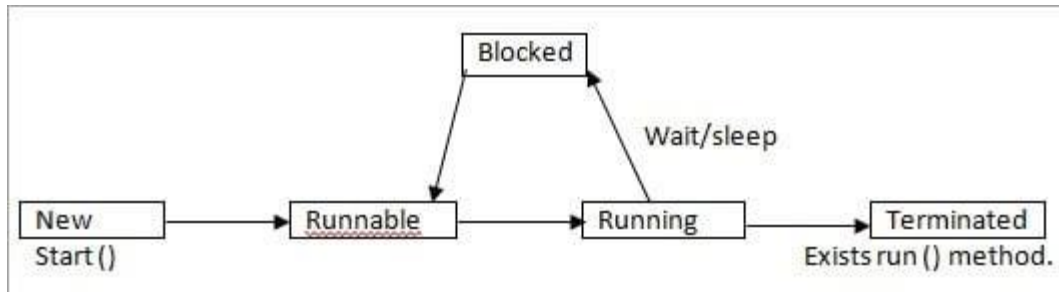 Blocked
Wait/sleep
New
Runnable
Running
Terminated
Start ()
Exists run () method.